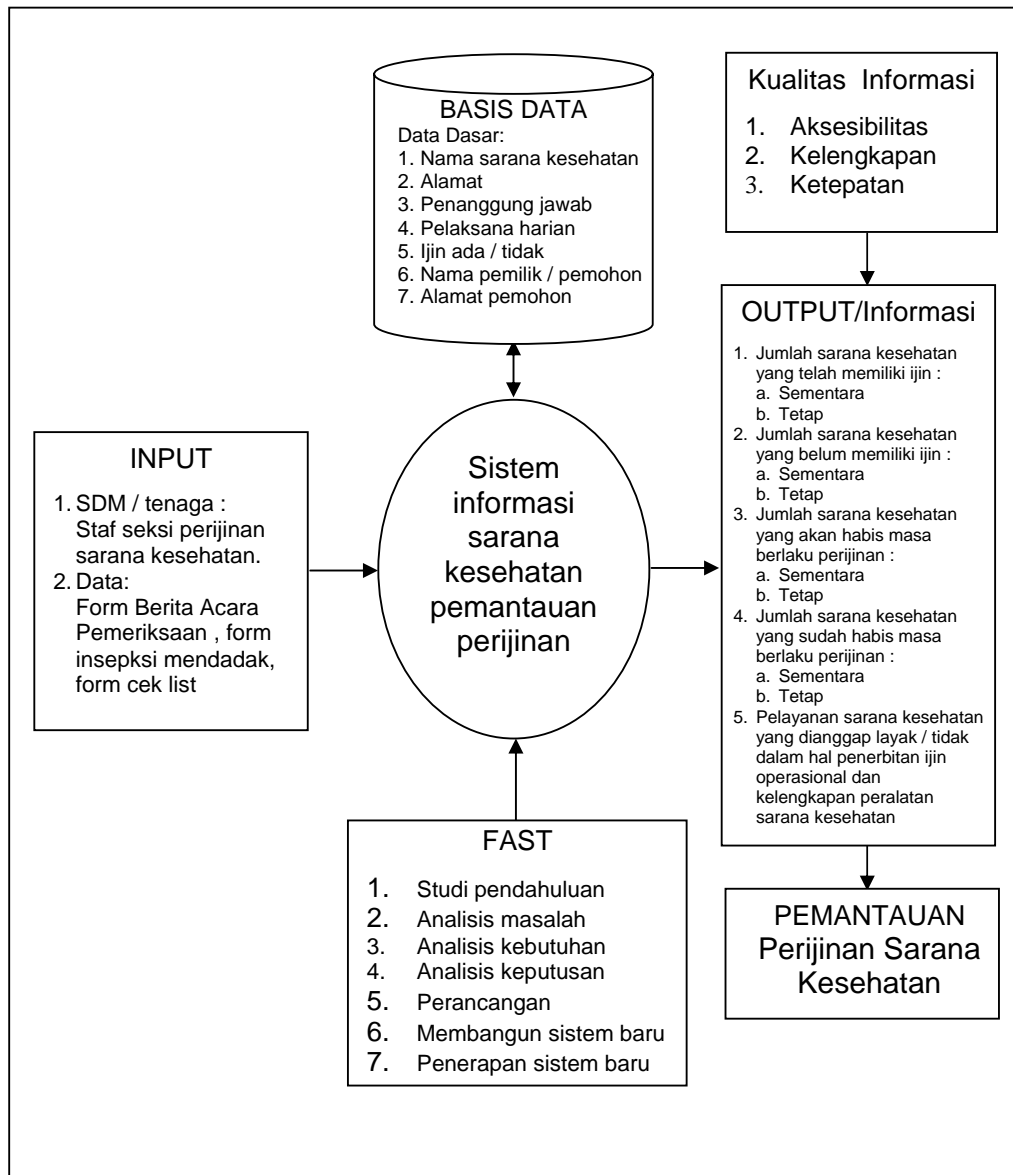 BASIS DATA
Data Dasar:
1. Nama sarana kesehatan
2. Alamat
3. Penanggung jawab
4. Pelaksana harian
5. Ijin ada / tidak
6. Nama pemilik / pemohon
7. Alamat pemohon
Kualitas Informasi
1. Aksesibilitas
2. Kelengkapan
3. Ketepatan
INPUT
1. SDM / tenaga :
Staf seksi perijinan
sarana kesehatan.
2. Data:
Form Berita Acara
Pemeriksaan , form
insepksi mendadak,
form cek list
Sistem
informasi
sarana
kesehatan
pemantauan
perijinan
OUTPUT/Informasi
1. Jumlah sarana kesehatan
yang telah memiliki ijin :
a. Sementara
b. Tetap
2. Jumlah sarana kesehatan
yang belum memiliki ijin :
a. Sementara
b. Tetap
3. Jumlah sarana kesehatan
yang akan habis masa
berlaku perijinan :
a. Sementara
b. Tetap
4. Jumlah sarana kesehatan
yang sudah habis masa
berlaku perijinan :
a. Sementara
b. Tetap
5. Pelayanan sarana kesehatan
yang dianggap layak / tidak
dalam hal penerbitan ijin
operasional dan
kelengkapan peralatan
sarana kesehatan
FAST
1. Studi pendahuluan
2. Analisis masalah
3. Analisis kebutuhan
4. Analisis keputusan
5. Perancangan
6. Membangun sistem baru
7. Penerapan sistem baru
PEMANTAUAN
Perijinan Sarana
Kesehatan